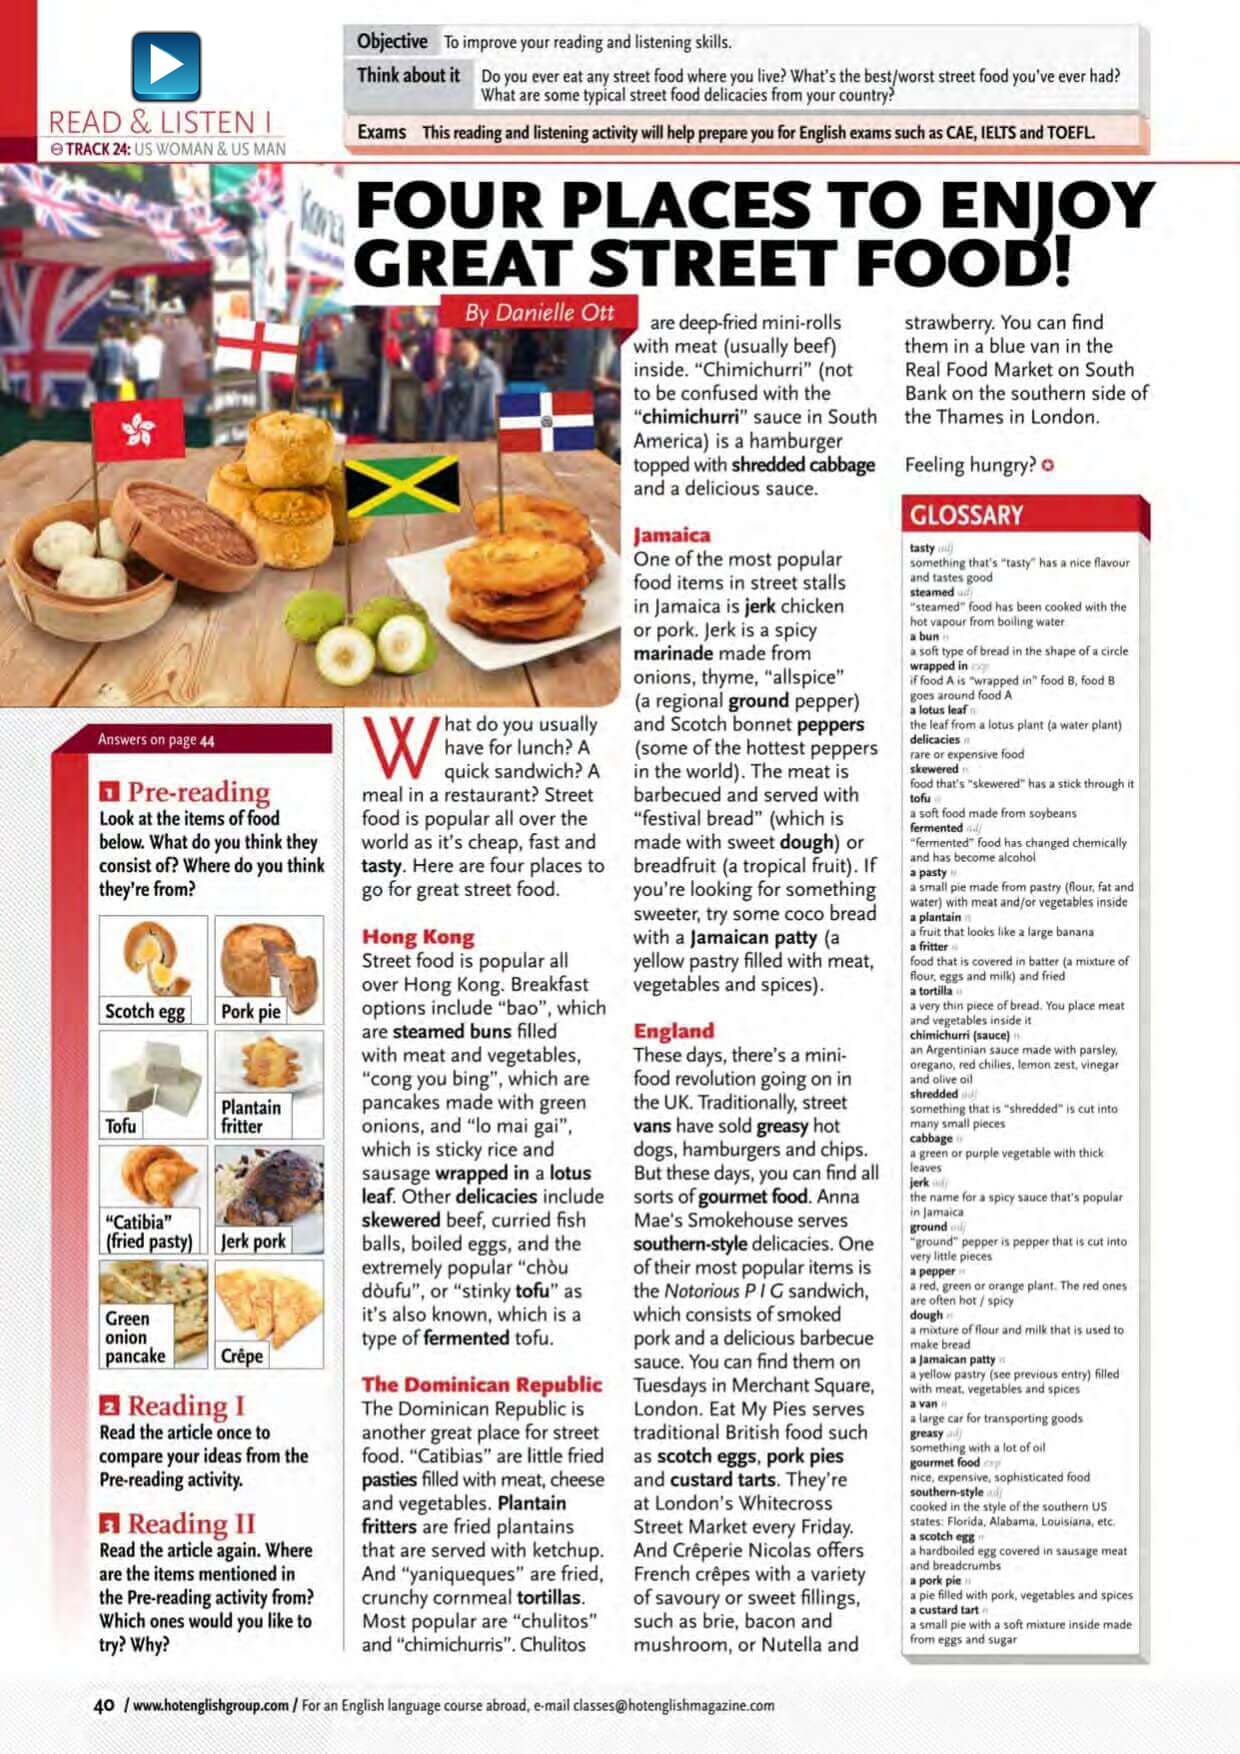 Objective To improve your reading and listening skills.
Think about it Do you ever eat any street food where you live? What's the best/worst street food you've ever had?
What are some typical street food delicacies from your country?
Exams This reading and listening activity will help prepare you for English exams such as CAE, IELTS and TOEFL.
READ & LISTEN I
TRACK 24: US WOMAN & US MAN
FOUR PLACES TO ENJOY
GREAT STREET FOOD!
By Danielle Ott
Answers on page 44
1 Pre-reading
Look at the items of food
below. What do you think they
consist of? Where do you think
they're from?
Scotch egg
Pork pie
Tofu
Plantain
fritter
"Catibia"
(fried pasty)
Jerk pork
Green
onion
pancake
Crêpe
2 Reading I
Read the article once to
compare your ideas from the
Pre-reading activity.
3 Reading II
Read the article again. Where
are the items mentioned in
the Pre-reading activity from?
Which ones would you like to
try? Why?
What do you usually
have for lunch? A
quick sandwich? A
meal in a restaurant? Street
food is popular all over the
world as it's cheap, fast and
tasty. Here are four places to
go for great street food.
Hong Kong
Street food is popular all
over Hong Kong. Breakfast
options include "bao", which
are steamed buns filled
with meat and vegetables,
"cong you bing", which are
pancakes made with green
onions, and "lo mai gai",
which is sticky rice and
sausage wrapped in a lotus
leaf. Other delicacies include
skewered beef, curried fish
balls, boiled eggs, and the
extremely popular "chòu
dòufu", or "stinky tofu" as
it's also known, which is a
type of fermented tofu.
The Dominican Republic
The Dominican Republic is
another great place for street
food. "Catibias" are little fried
pasties filled with meat, cheese
and vegetables. Plantain
fritters are fried plantains
that are served with ketchup.
And "yaniqueques" are fried,
crunchy cornmeal tortillas.
Most popular are "chulitos"
and "chimichurris". Chulitos
are deep-fried mini-rolls
with meat (usually beef)
inside. "Chimichurri" (not
to be confused with the
"chimichurri" sauce in South
America) is a hamburger
topped with shredded cabbage
and a delicious sauce.
Jamaica
One of the most popular
food items in street stalls
in Jamaica is jerk chicken
or pork. Jerk is a spicy
marinade made from
onions, thyme, "allspice"
(a regional ground pepper)
and Scotch bonnet peppers
(some of the hottest peppers
in the world). The meat is
barbecued and served with
"festival bread" (which is
made with sweet dough) or
breadfruit (a tropical fruit). If
you're looking for something
sweeter, try some coco bread
with a Jamaican patty (a
yellow pastry filled with meat,
vegetables and spices).
England
These days, there's a mini-
food revolution going on in
the UK. Traditionally, street
vans have sold greasy hot
dogs, hamburgers and chips.
But these days, you can find all
sorts of gourmet food. Anna
Mae's Smokehouse serves
southern-style delicacies. One
of their most popular items is
the Notorious P I G sandwich,
which consists of smoked
pork and a delicious barbecue
sauce. You can find them on
Tuesdays in Merchant Square,
London. Eat My Pies serves
traditional British food such
as scotch eggs, pork pies
and custard tarts. They're
at London's Whitecross
Street Market every Friday.
And Crêperie Nicolas offers
French crêpes with a variety
of savoury or sweet fillings,
such as brie, bacon and
mushroom, or Nutella and
strawberry. You can find
them in a blue van in the
Real Food Market on South
Bank on the southern side of
the Thames in London.
Feeling hungry?
GLOSSARY
tasty adj
something that's "tasty" has a nice flavour
and tastes good
steamed adj
"steamed" food has been cooked with the
hot vapour from boiling water
a bun n
a soft type of bread in the shape of a circle
wrapped in exp
if food A is "wrapped in" food B, food B
goes around food A
a lotus leaf n
the leaf from a lotus plant (a water plant)
delicacies n
rare or expensive food
skewered n
food that's "skewered" has a stick through it
tofu n
a soft food made from soybeans
fermented adj
"fermented" food has changed chemically
and has become alcohol
a pasty n
a small pie made from pastry (flour, fat and
water) with meat and/or vegetables inside
a plantain n
a fruit that looks like a large banana
a fritter n
food that is covered in batter (a mixture of
flour, eggs and milk) and fried
a tortilla n
a very thin piece of bread. You place meat
and vegetables inside it
chimichurri (sauce) n
an Argentinian sauce made with parsley,
oregano, red chilies, lemon zest, vinegar
and olive oil
shredded adj
something that is "shredded" is cut into
many small pieces
cabbage n
a green or purple vegetable with thick
leaves
jerk adj
the name for a spicy sauce that's popular
in Jamaica
ground adj
"ground" pepper is pepper that is cut into
very little pieces
a pepper n
a red, green or orange plant. The red ones
are often hot / spicy
dough n
a mixture of flour and milk that is used to
make bread
a Jamaican patty n
a yellow pastry (see previous entry) filled
with meat, vegetables and spices
a van n
a large car for transporting goods
greasy adj
something with a lot of oil
gourmet food exp
nice, expensive, sophisticated food
southern-style adj
cooked in the style of the southern US
states: Florida, Alabama, Louisiana, etc.
a scotch egg n
a hardboiled egg covered in sausage meat
and breadcrumbs
a pork pie n
a pie filled with pork, vegetables and spices
a custard tart n
a small pie with a soft mixture inside made
from eggs and sugar
40 / www.hotenglishgroup.com / For an English language course abroad, e-mail classes@hotenglishmagazine.com